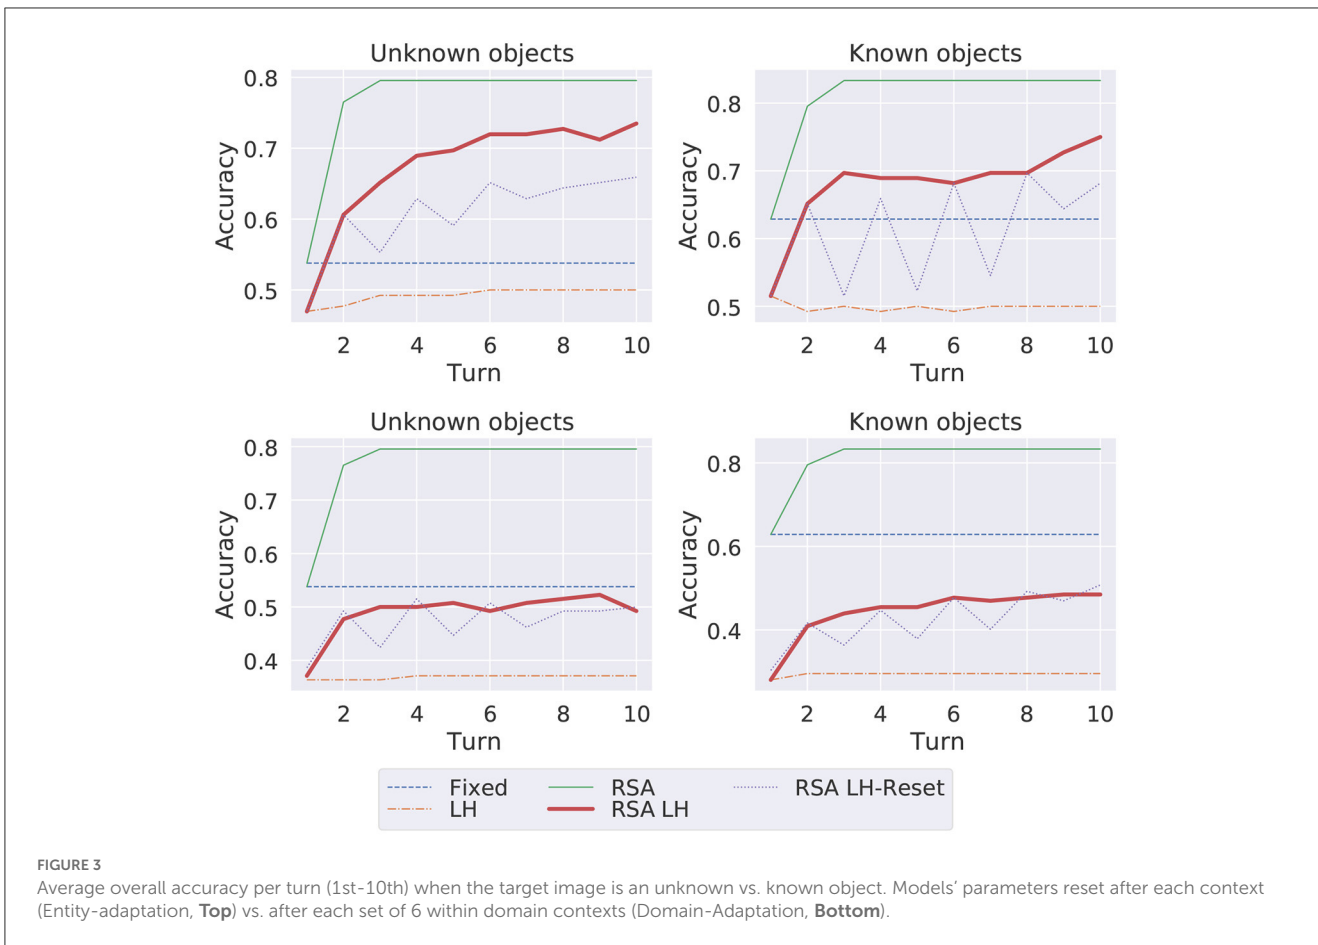 Unknown objects
0.8
0.7
0.6
0.5
Accuracy
2 4 6 8 10
Turn
Known objects
0.8
0.7
0.6
0.5
Accuracy
2 4 6 8 10
Turn
Unknown objects
0.8
0.7
0.6
0.5
0.4
Accuracy
2 4 6 8 10
Turn
Known objects
0.8
0.6
0.4
Accuracy
2 4 6 8 10
Turn
Fixed RSA RSA LH-Reset
LH RSA LH
FIGURE 3
Average overall accuracy per turn (1st-10th) when the target image is an unknown vs. known object. Models' parameters reset after each context
(Entity-adaptation, Top) vs. after each set of 6 within domain contexts (Domain-Adaptation, Bottom).